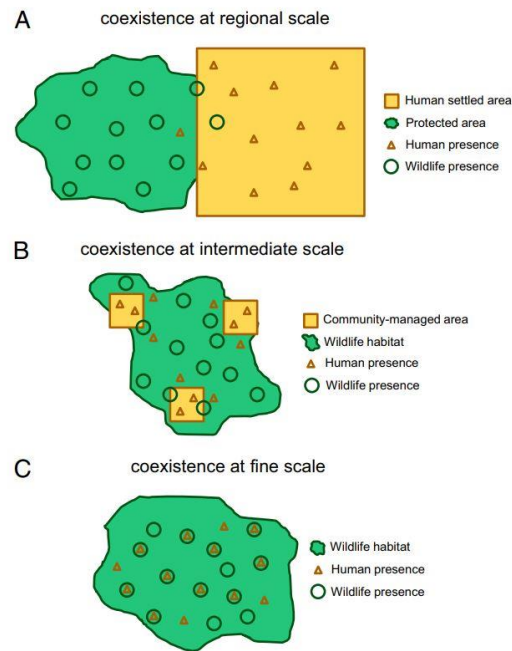 A
coexistence at regional scale
Human settled area
Protected area
Human presence
Wildlife presence
B
coexistence at intermediate scale
Community-managed area
Wildlife habitat
Human presence
Wildlife presence
C
coexistence at fine scale
Wildlife habitat
Human presence
Wildlife presence